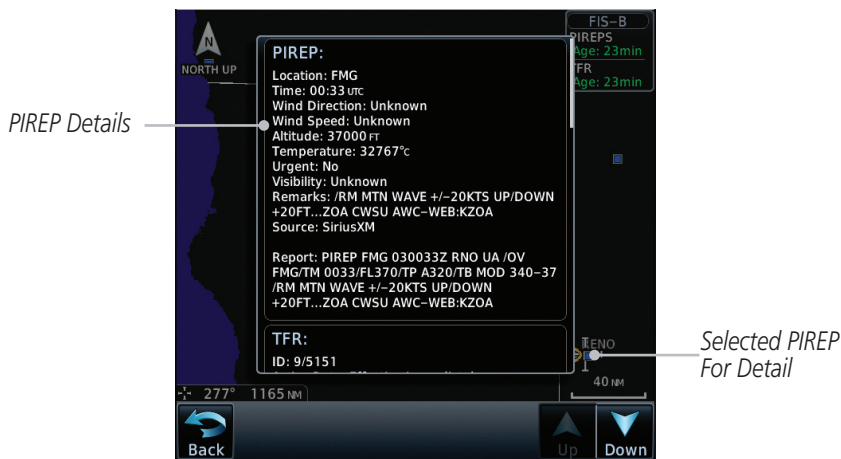 FIS-B
PIREPS
Age: 23min
TFR
Age: 23min
N
NORTH UP
PIREP:
Location: FMG
Time: 00:33 UTC
Wind Direction: Unknown
Wind Speed: Unknown
Altitude: 37000 FT
Temperature: 32767°C
Urgent: No
Visibility: Unknown
Remarks: /RM MTN WAVE +/-20KTS UP/DOWN
+20FT...ZOA CWSU AWC-WEB:KZOA
Source: SiriusXM
Report: PIREP FMG 030033Z RNO UA /OV
FMG/TM 0033/FL370/TP A320/TB MOD 340-37
/RM MTN WAVE +/-20KTS UP/DOWN
+20FT...ZOA CWSU AWC-WEB:KZOA
TFR:
ID: 9/5151
PIREP Details
Selected PIREP
For Detail
RENO
40 NM
277° 1165 NM
Back
Up
Down